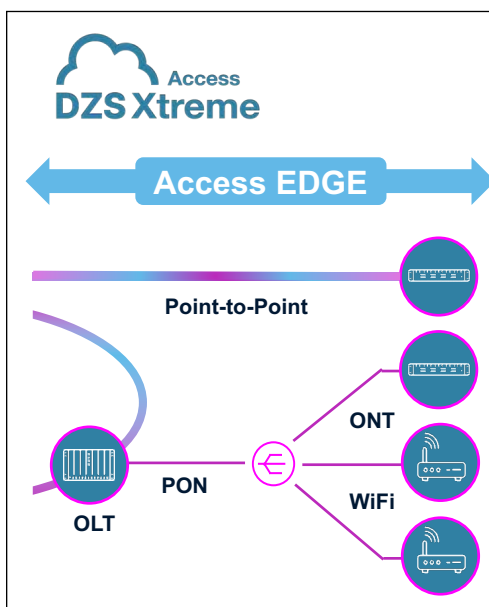 Access
DZS Xtreme
Access EDGE
Point-to-Point
ONT
PON
WiFi
OLT